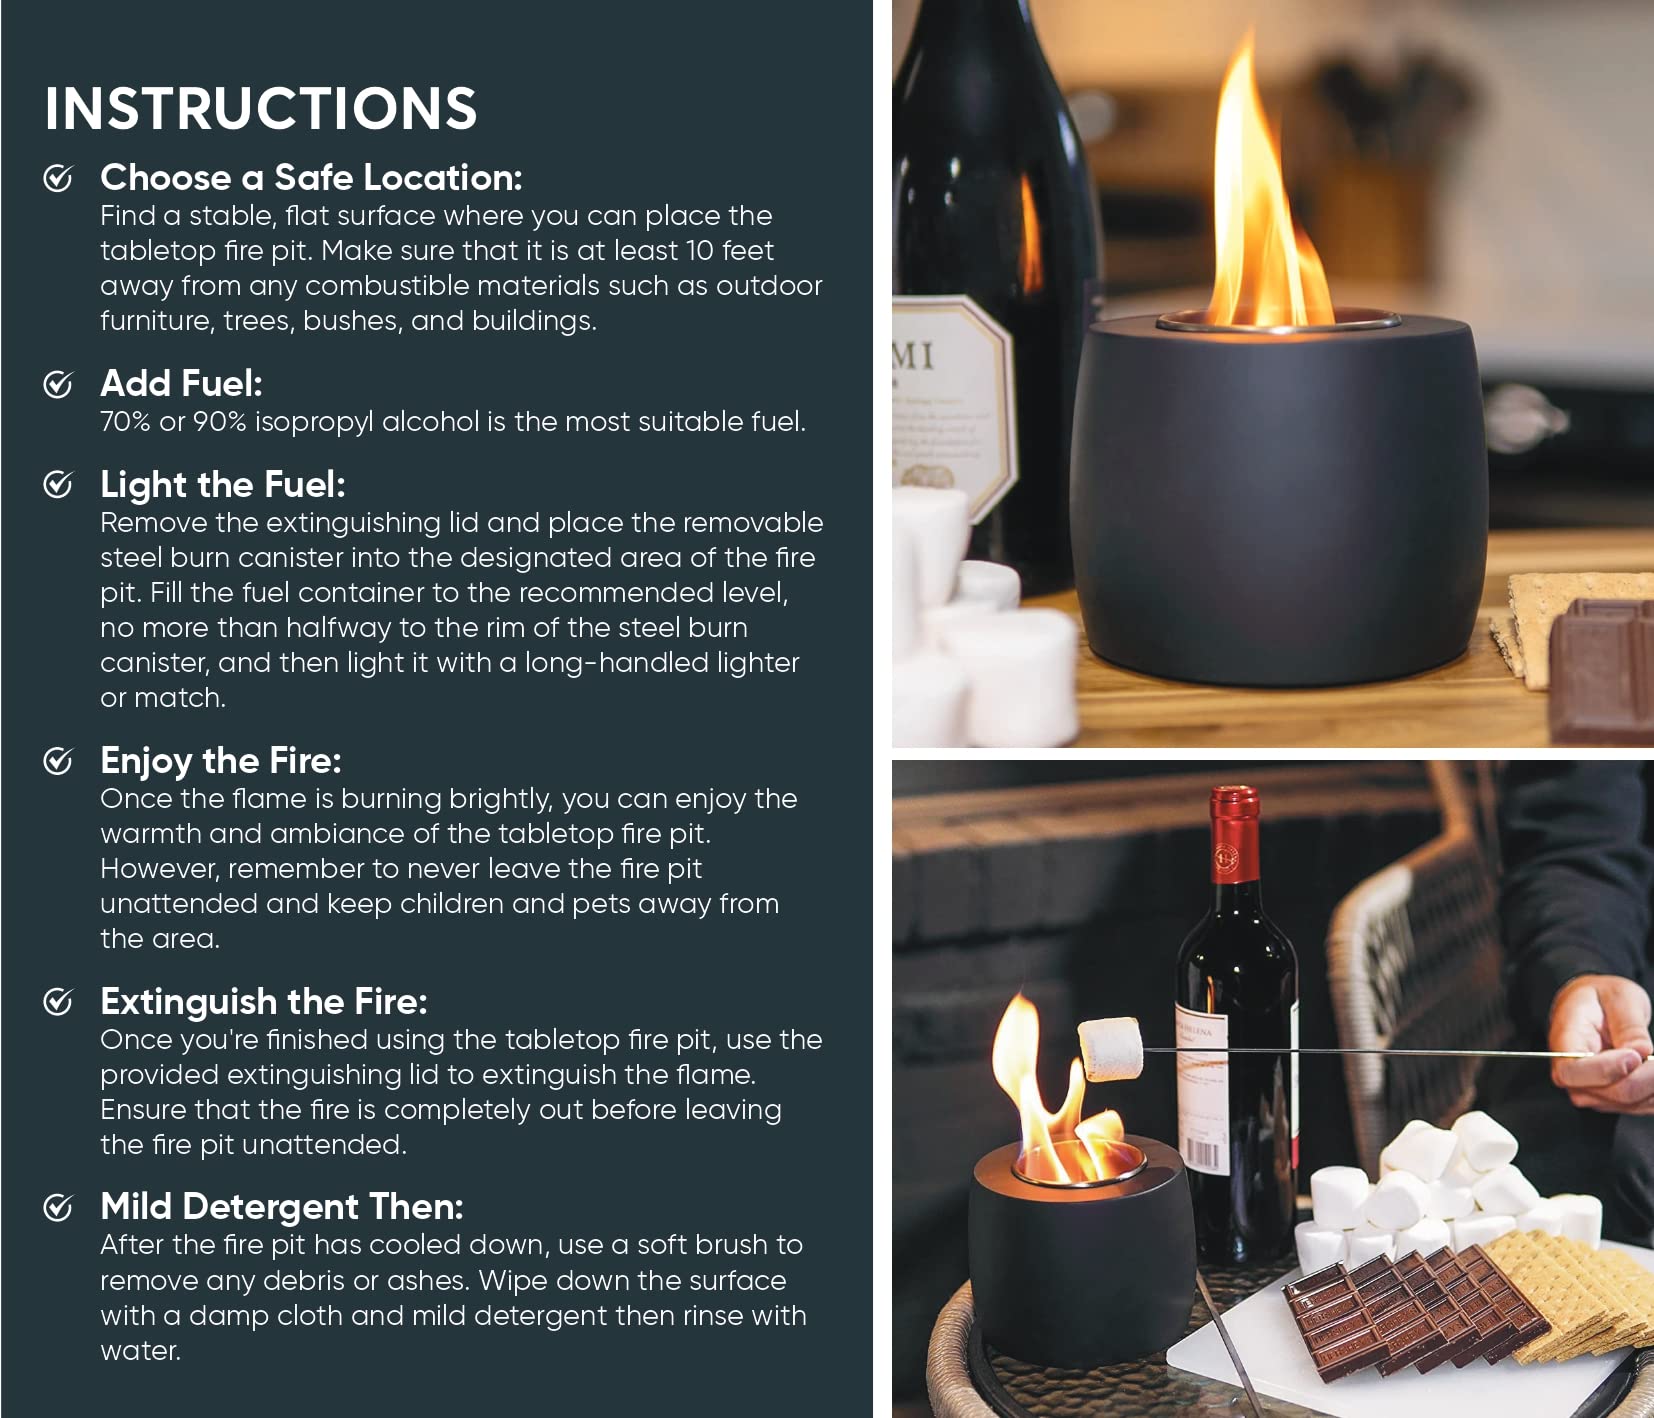 INSTRUCTIONS
Choose a Safe Location:
Find a stable, flat surface where you can place the
tabletop fire pit. Make sure that it is at least 10 feet
away from any combustible materials such as outdoor
furniture, trees, bushes, and buildings.
Add Fuel:
70% or 90% isopropyl alcohol is the most suitable fuel.
Light the Fuel:
Remove the extinguishing lid and place the removable
steel burn canister into the designated area of the fire
pit. Fill the fuel container to the recommended level,
no more than halfway to the rim of the steel burn
canister, and then light it with a long-handled lighter
or match.
Enjoy the Fire:
Once the flame is burning brightly, you can enjoy the
warmth and ambiance of the tabletop fire pit.
However, remember to never leave the fire pit
unattended and keep children and pets away from
the area.
Extinguish the Fire:
Once you're finished using the tabletop fire pit, use the
provided extinguishing lid to extinguish the flame.
Ensure that the fire is completely out before leaving
the fire pit unattended.
Mild Detergent Then:
After the fire pit has cooled down, use a soft brush to
remove any debris or ashes. Wipe down the surface
with a damp cloth and mild detergent then rinse with
water.
MI
HELENA